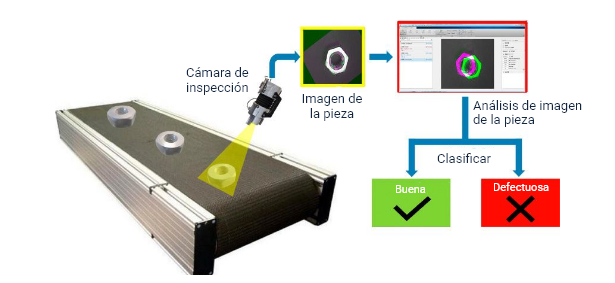 Cámara de
inspección
Imagen de
la pieza
Análisis de imagen
de la pieza
Clasificar
Buena
Defectuosa